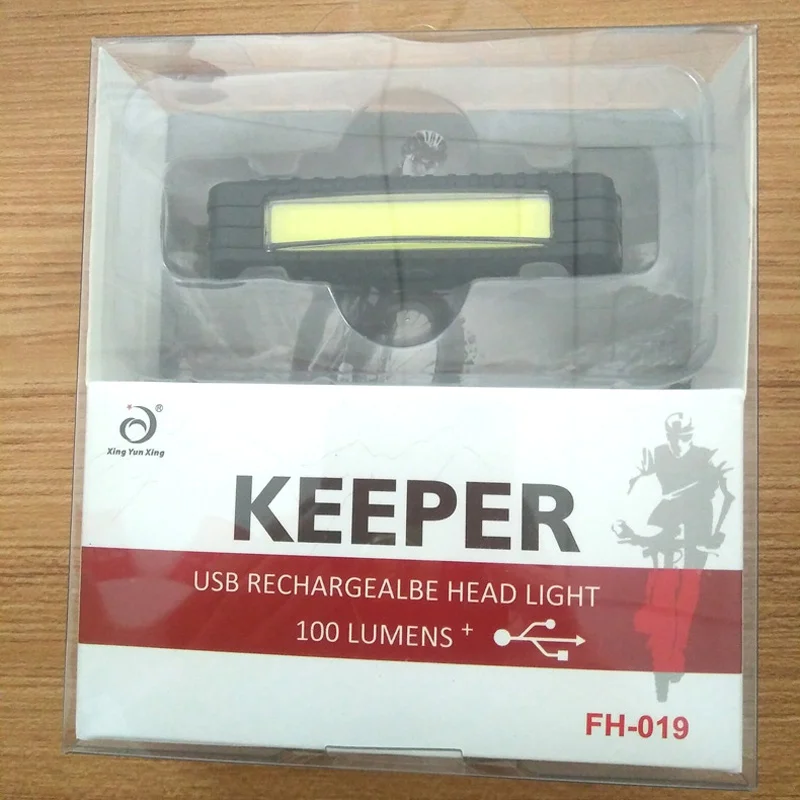 ®
Xing Yun Xing
KEEPER
USB RECHARGEALBE HEAD LIGHT
100 LUMENS +
FH-019